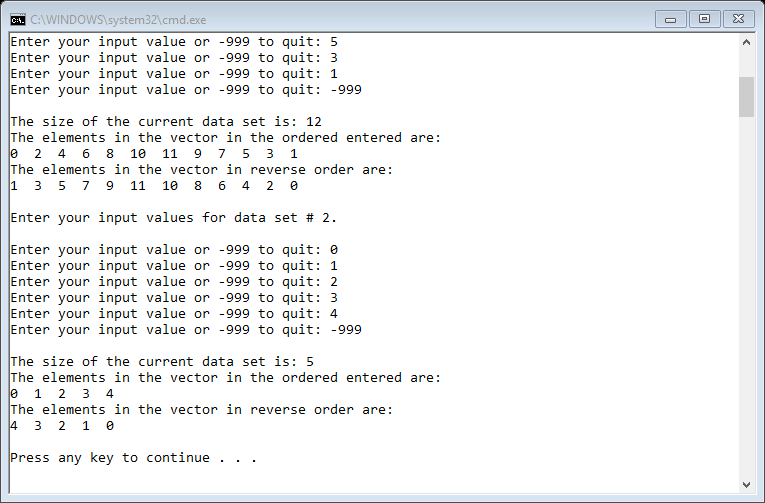 C:\WINDOWS\system32\cmd.exe
Enter your input value or -999 to quit: 5
Enter your input value or -999 to quit: 3
Enter your input value or -999 to quit: 1
Enter your input value or -999 to quit: -999
The size of the current data set is: 12
The elements in the vector in the ordered entered are:
0  2  4  6  8  10  11  9  7  5  3  1
The elements in the vector in reverse order are:
1  3  5  7  9  11  10  8  6  4  2  0
Enter your input values for data set # 2.
Enter your input value or -999 to quit: 0
Enter your input value or -999 to quit: 1
Enter your input value or -999 to quit: 2
Enter your input value or -999 to quit: 3
Enter your input value or -999 to quit: 4
Enter your input value or -999 to quit: -999
The size of the current data set is: 5
The elements in the vector in the ordered entered are:
0  1  2  3  4
The elements in the vector in reverse order are:
4  3  2  1  0
Press any key to continue . . .